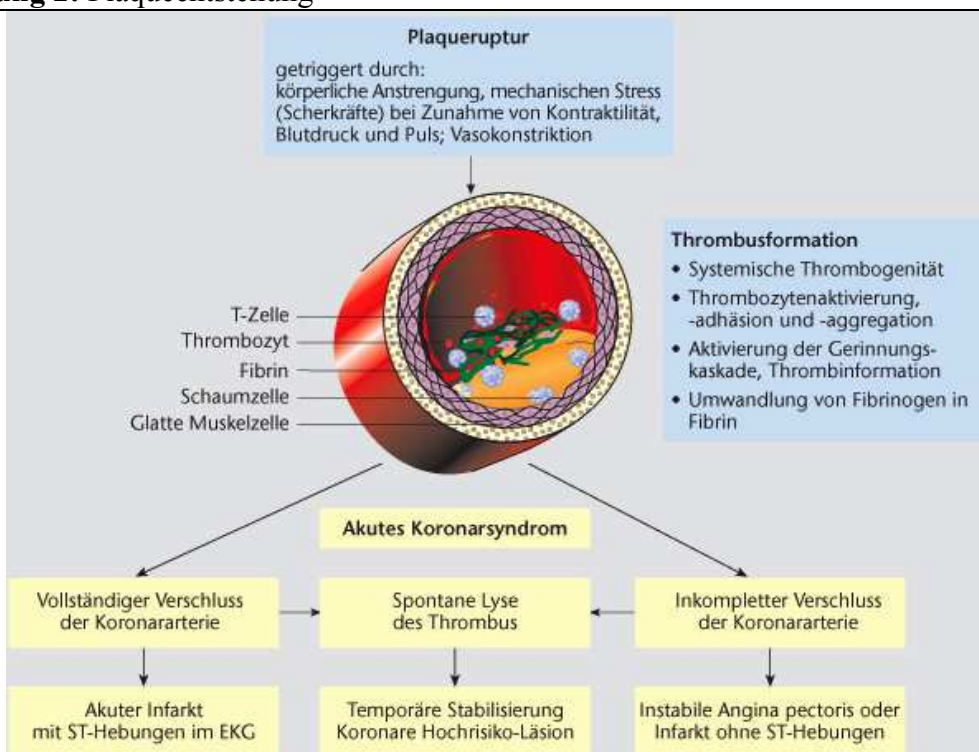 Plaqueruptur
getriggert durch:
körperliche Anstrengung, mechanischen Stress
(Scherkräfte) bei Zunahme von Kontraktilität,
Blutdruck und Puls; Vasokonstriktion
Thrombusformation
• Systemische Thrombogenität
• Thrombozytenaktivierung,
-adhäsion und -aggregation
• Aktivierung der Gerinnungs-
kaskade, Thrombinformation
• Umwandlung von Fibrinogen in
Fibrin
T-Zelle
Thrombozyt
Fibrin
Schaumzelle
Glatte Muskelzelle
Akutes Koronarsyndrom
Vollständiger Verschluss
der Koronararterie
Spontane Lyse
des Thrombus
Inkompletter Verschluss
der Koronararterie
Akuter Infarkt
mit ST-Hebungen im EKG
Temporäre Stabilisierung
Koronare Hochrisiko-Läsion
Instabile Angina pectoris oder
Infarkt ohne ST-Hebungen